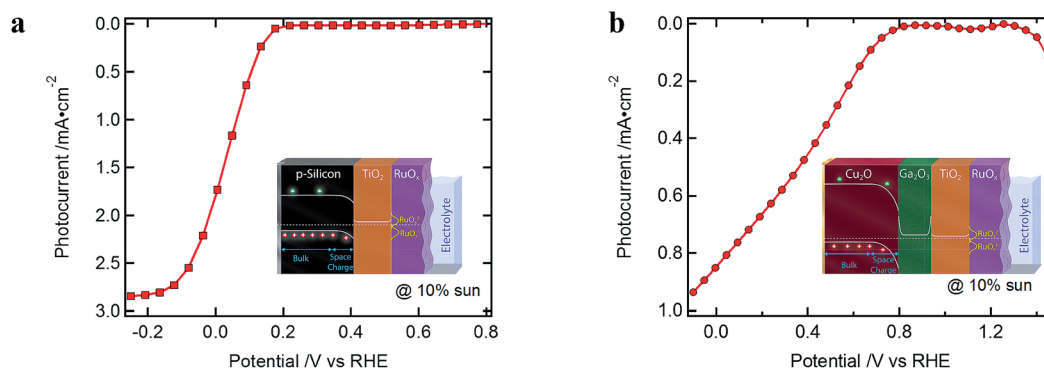 a
0.0
0.5
1.0
1.5
2.0
2.5
3.0
Photocurrent /mA•cm⁻²
-0.2
0.0
0.2
0.4
0.6
0.8
Potential /V vs RHE
p-Silicon
TiO₂
RuOₓ
Electrolyte
Bulk
Space
Charge
@ 10% sun
b
0.0
0.2
0.4
0.6
0.8
1.0
Photocurrent /mA•cm⁻²
0.0
0.4
0.8
1.2
Potential /V vs RHE
Cu₂O
Ga₂O₃
TiO₂
RuOₓ
Electrolyte
Bulk
Space
Charge
@ 10% sun